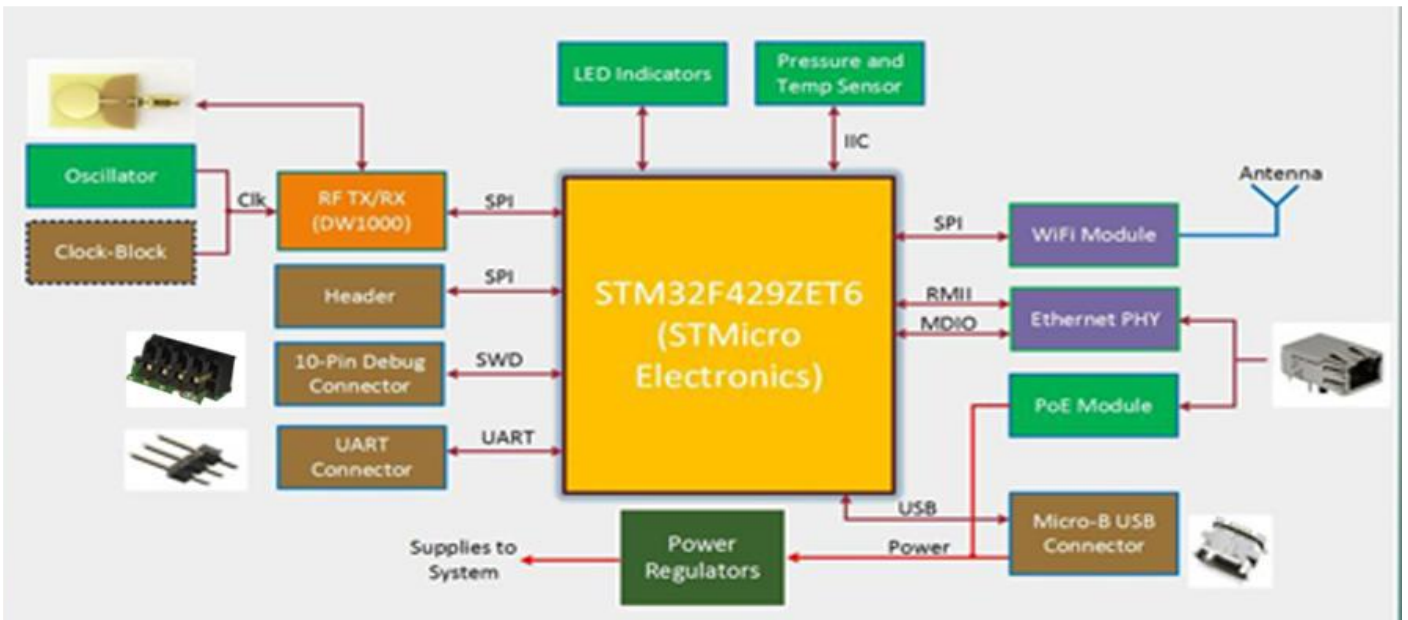 LED Indicators
Pressure and
Temp Sensor
IIC
Oscillator
Clock-Block
Clk
RF TX/RX
(DW1000)
SPI
Header
SPI
10-Pin Debug
Connector
SWD
UART
Connector
UART
STM32F429ZET6
(STMicro
Electronics)
Antenna
SPI
WiFi Module
RMII
MDIO
Ethernet PHY
PoE Module
USB
Micro-B USB
Connector
Power
Power
Regulators
Supplies to
System